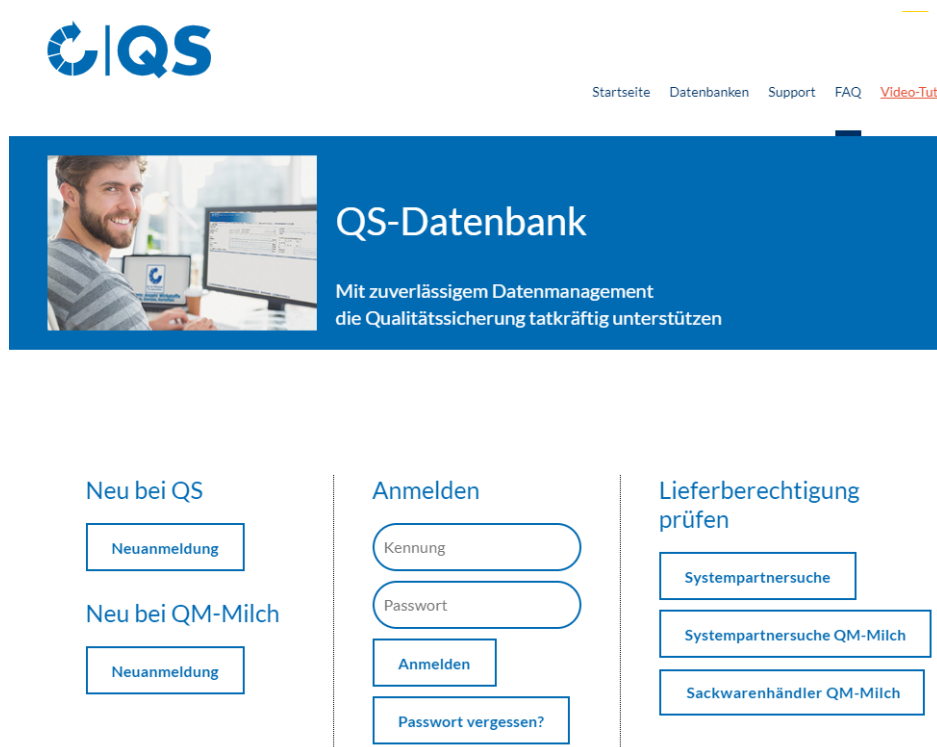 QS
Startseite Datenbanken Support FAQ Video-Tut
QS-Datenbank
Mit zuverlässigem Datenmanagement
die Qualitätssicherung tatkräftig unterstützen
Neu bei QS
Neuanmeldung
Neu bei QM-Milch
Neuanmeldung
Anmelden
Kennung
Passwort
Anmelden
Passwort vergessen?
Lieferberechtigung
prüfen
Systempartnersuche
Systempartnersuche QM-Milch
Sackwarenhändler QM-Milch